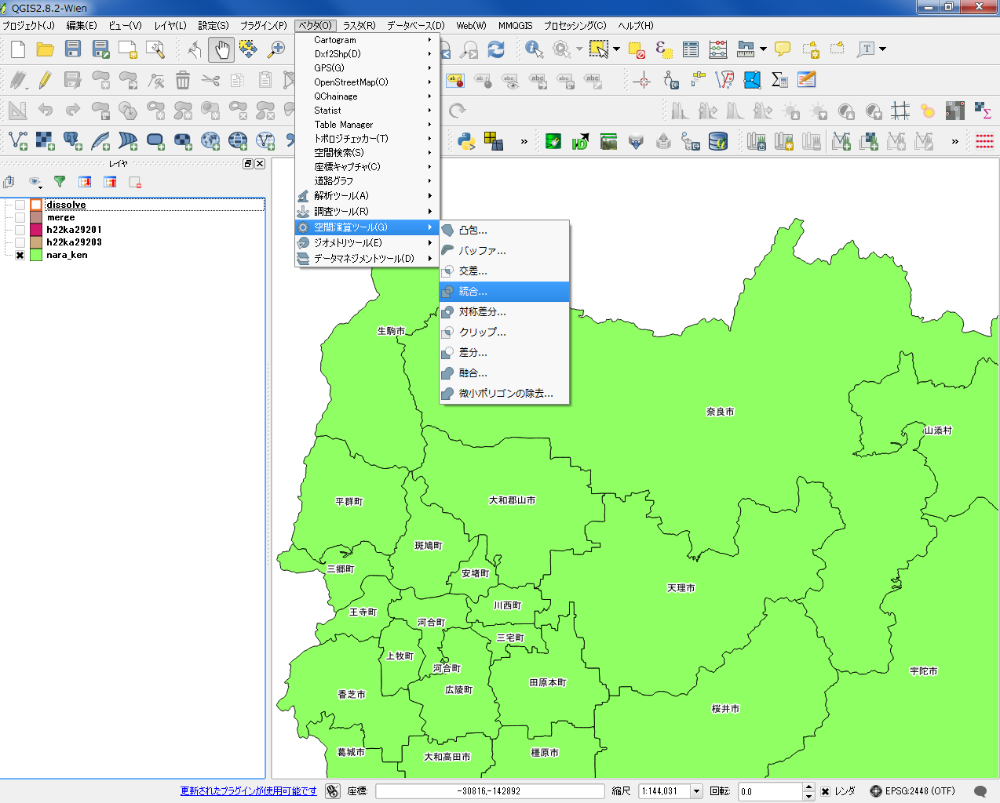 QGIS2.8.2-Wien
プロジェクト(J) 編集(E) ビュー(V) レイヤ(L) 設定(S) プラグイン(P) ベクタ(O) ラスタ(R) データベース(D) Web(W) MMQGIS プロセッシング(C) ヘルプ(H)
Cartogram
Dxf2Shp(D)
GPS(G)
OpenStreetMap(O)
QChainage
Statist
Table Manager
トポロジチェッカー(T)
空間検索(S)
座標キャプチャ(C)
道路グラフ
解析ツール(A)
調査ツール(R)
空間演算ツール(G)
ジオメトリツール(E)
データマネジメントツール(D)
凸包...
バッファ...
交差...
統合...
対称差分...
クリップ...
差分...
融合...
微小ポリゴンの除去...
レイヤ
dissolve
merge
h22ka29201
h22ka29203
nara_ken
生駒市
奈良市
山添村
平群町
大和郡山市
斑鳩町
三郷町
安堵町
天理市
川西町
王寺町
河合町
三宅町
上牧町
河合町
宇陀市
田原本町
広陵町
香芝市
桜井市
葛城市
大和高田市
橿原市
更新されたプラグインが使用可能です 座標: -30816,-142892 縮尺 1:144,031 回転: 0.0 レンダ EPSG:2448 (OTF)